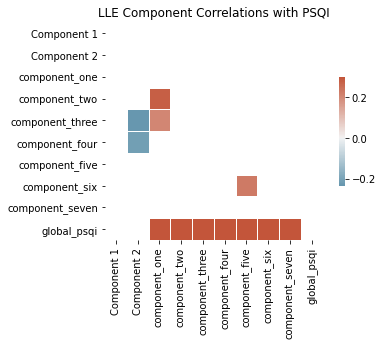 LLE Component Correlations with PSQI
Component 1
Component 2
component_one
component_two
component_three
component_four
component_five
component_six
component_seven
global_psqi
0.2
0.0
−0.2
Component 1
Component 2
component_one
component_two
component_three
component_four
component_five
component_six
component_seven
global_psqi